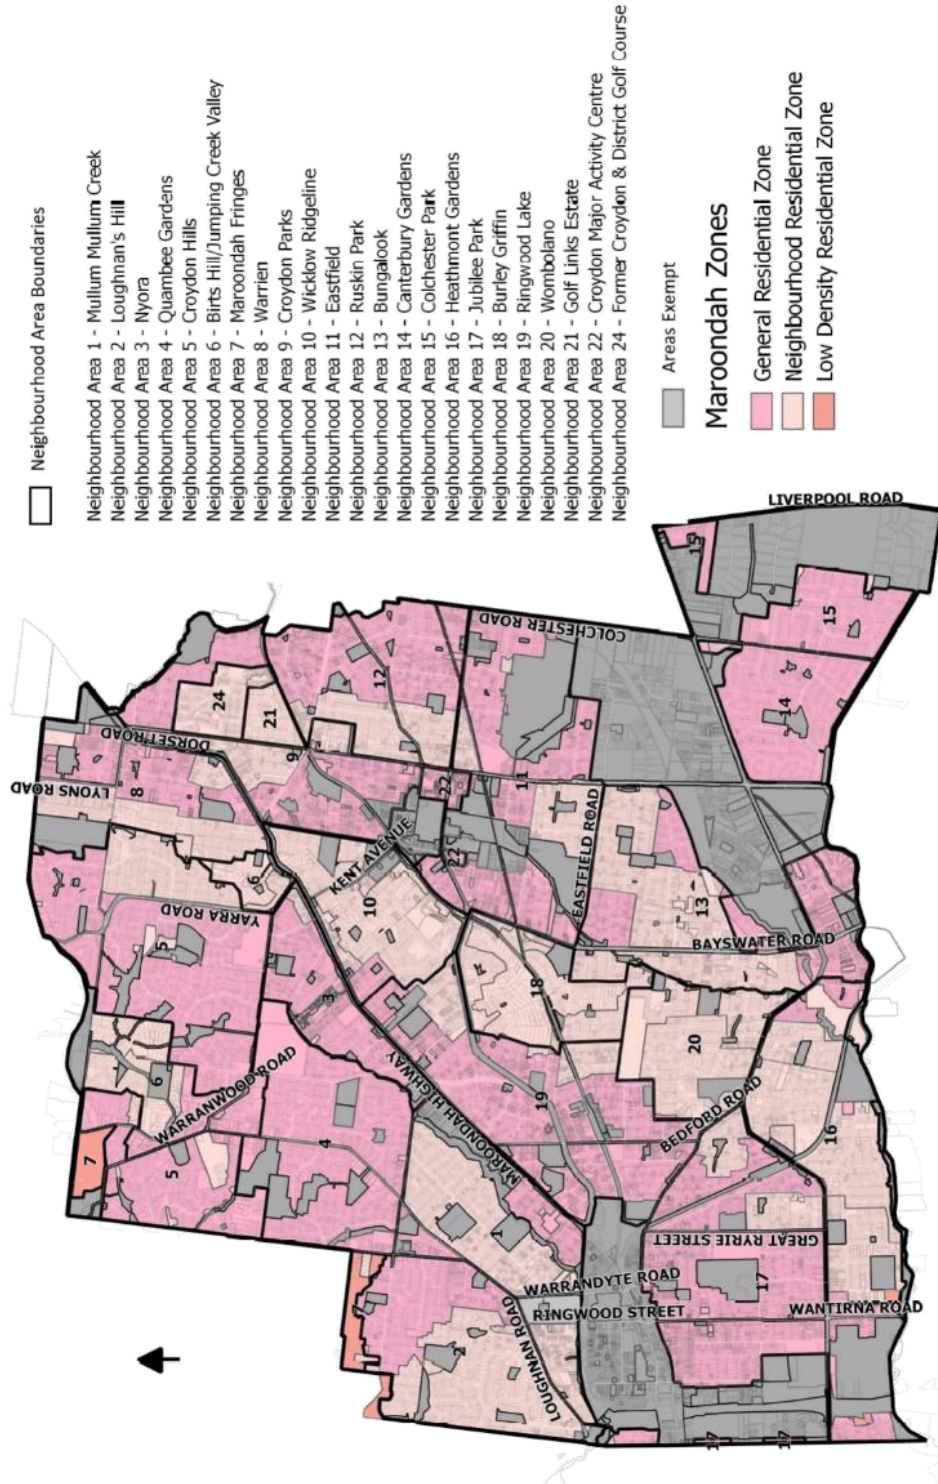 Neighbourhood Area Boundaries
Neighbourhood Area 1 - Mullum Mullum Creek
Neighbourhood Area 2 - Loughnan's Hill
Neighbourhood Area 3 - Nyora
Neighbourhood Area 4 - Quambee Gardens
Neighbourhood Area 5 - Croydon Hills
Neighbourhood Area 6 - Birts Hill/Jumping Creek Valley
Neighbourhood Area 7 - Maroondah Fringes
Neighbourhood Area 8 - Warrien
Neighbourhood Area 9 - Croydon Parks
Neighbourhood Area 10 - Wicklow Ridgeline
Neighbourhood Area 11 - Eastfield
Neighbourhood Area 12 - Ruskin Park
Neighbourhood Area 13 - Bungalook
Neighbourhood Area 14 - Canterbury Gardens
Neighbourhood Area 15 - Colchester Park
Neighbourhood Area 16 - Heathmont Gardens
Neighbourhood Area 17 - Jubilee Park
Neighbourhood Area 18 - Burley Griffin
Neighbourhood Area 19 - Ringwood Lake
Neighbourhood Area 20 - Wombolano
Neighbourhood Area 21 - Golf Links Estate
Neighbourhood Area 22 - Croydon Major Activity Centre
Neighbourhood Area 24 - Former Croydon & District Golf Course
Areas Exempt
Maroondah Zones
General Residential Zone
Neighbourhood Residential Zone
Low Density Residential Zone
LYONS ROAD
DORSET ROAD
8
24
21
9
12
YARRA ROAD
6
5
6
7
5
WARRANWOOD ROAD
3
4
10
KENT AVENUE
22
22
11
COLCHESTER ROAD
LIVERPOOL ROAD
15
15
14
EASTFIELD ROAD
13
BAYSWATER ROAD
18
MAROONDAH HIGHWAY
MAROONDAH HIGHWAY
19
20
BEDFORD ROAD
16
1
2
LOUGHNAN ROAD
WARRANDYTE ROAD
RINGWOOD STREET
GREAT RYRIE STREET
17
WANTIRNA ROAD
17
17